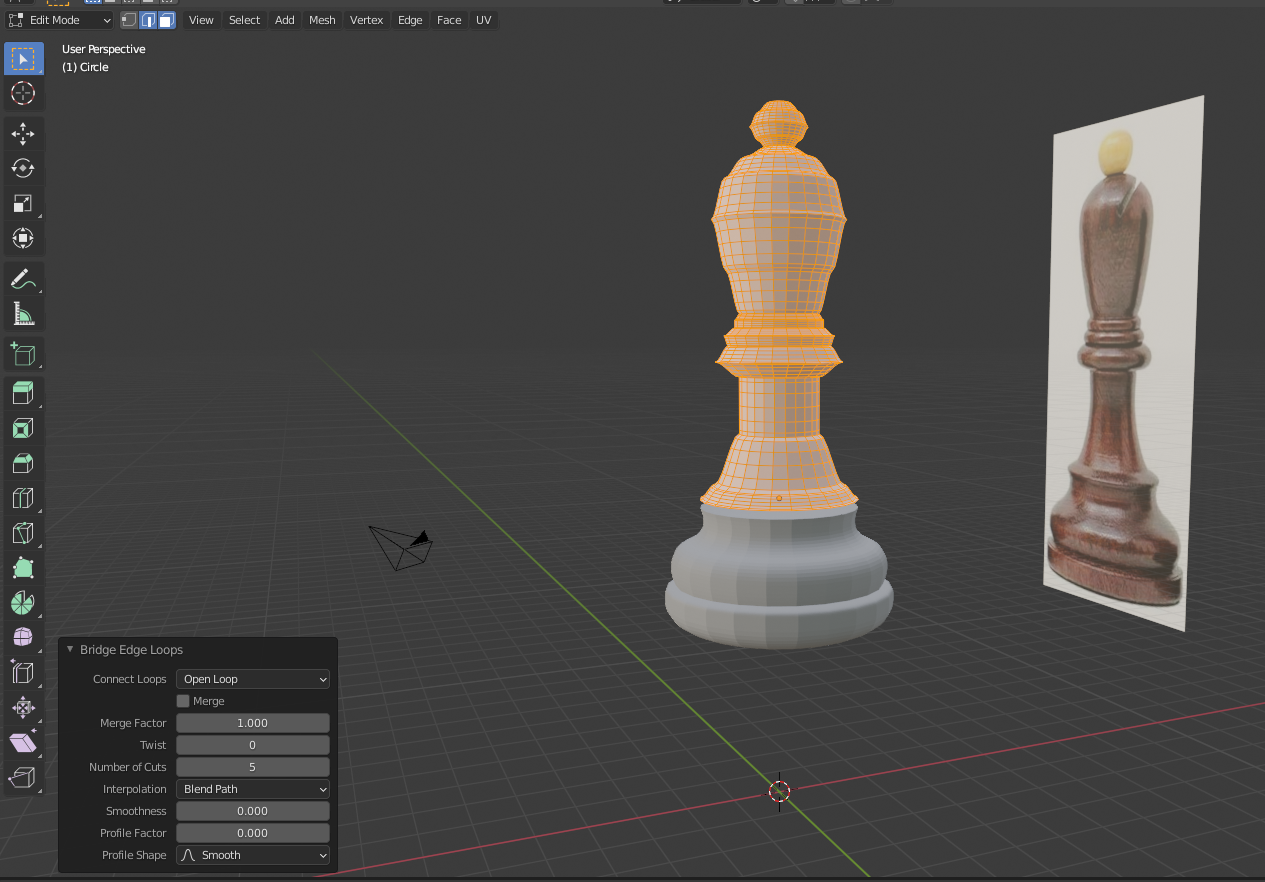 Edit Mode View Select Add Mesh Vertex Edge Face UV
User Perspective
(1) Circle
Bridge Edge Loops
Connect Loops Open Loop
Merge
Merge Factor 1.000
Twist 0
Number of Cuts 5
Interpolation Blend Path
Smoothness 0.000
Profile Factor 0.000
Profile Shape Smooth